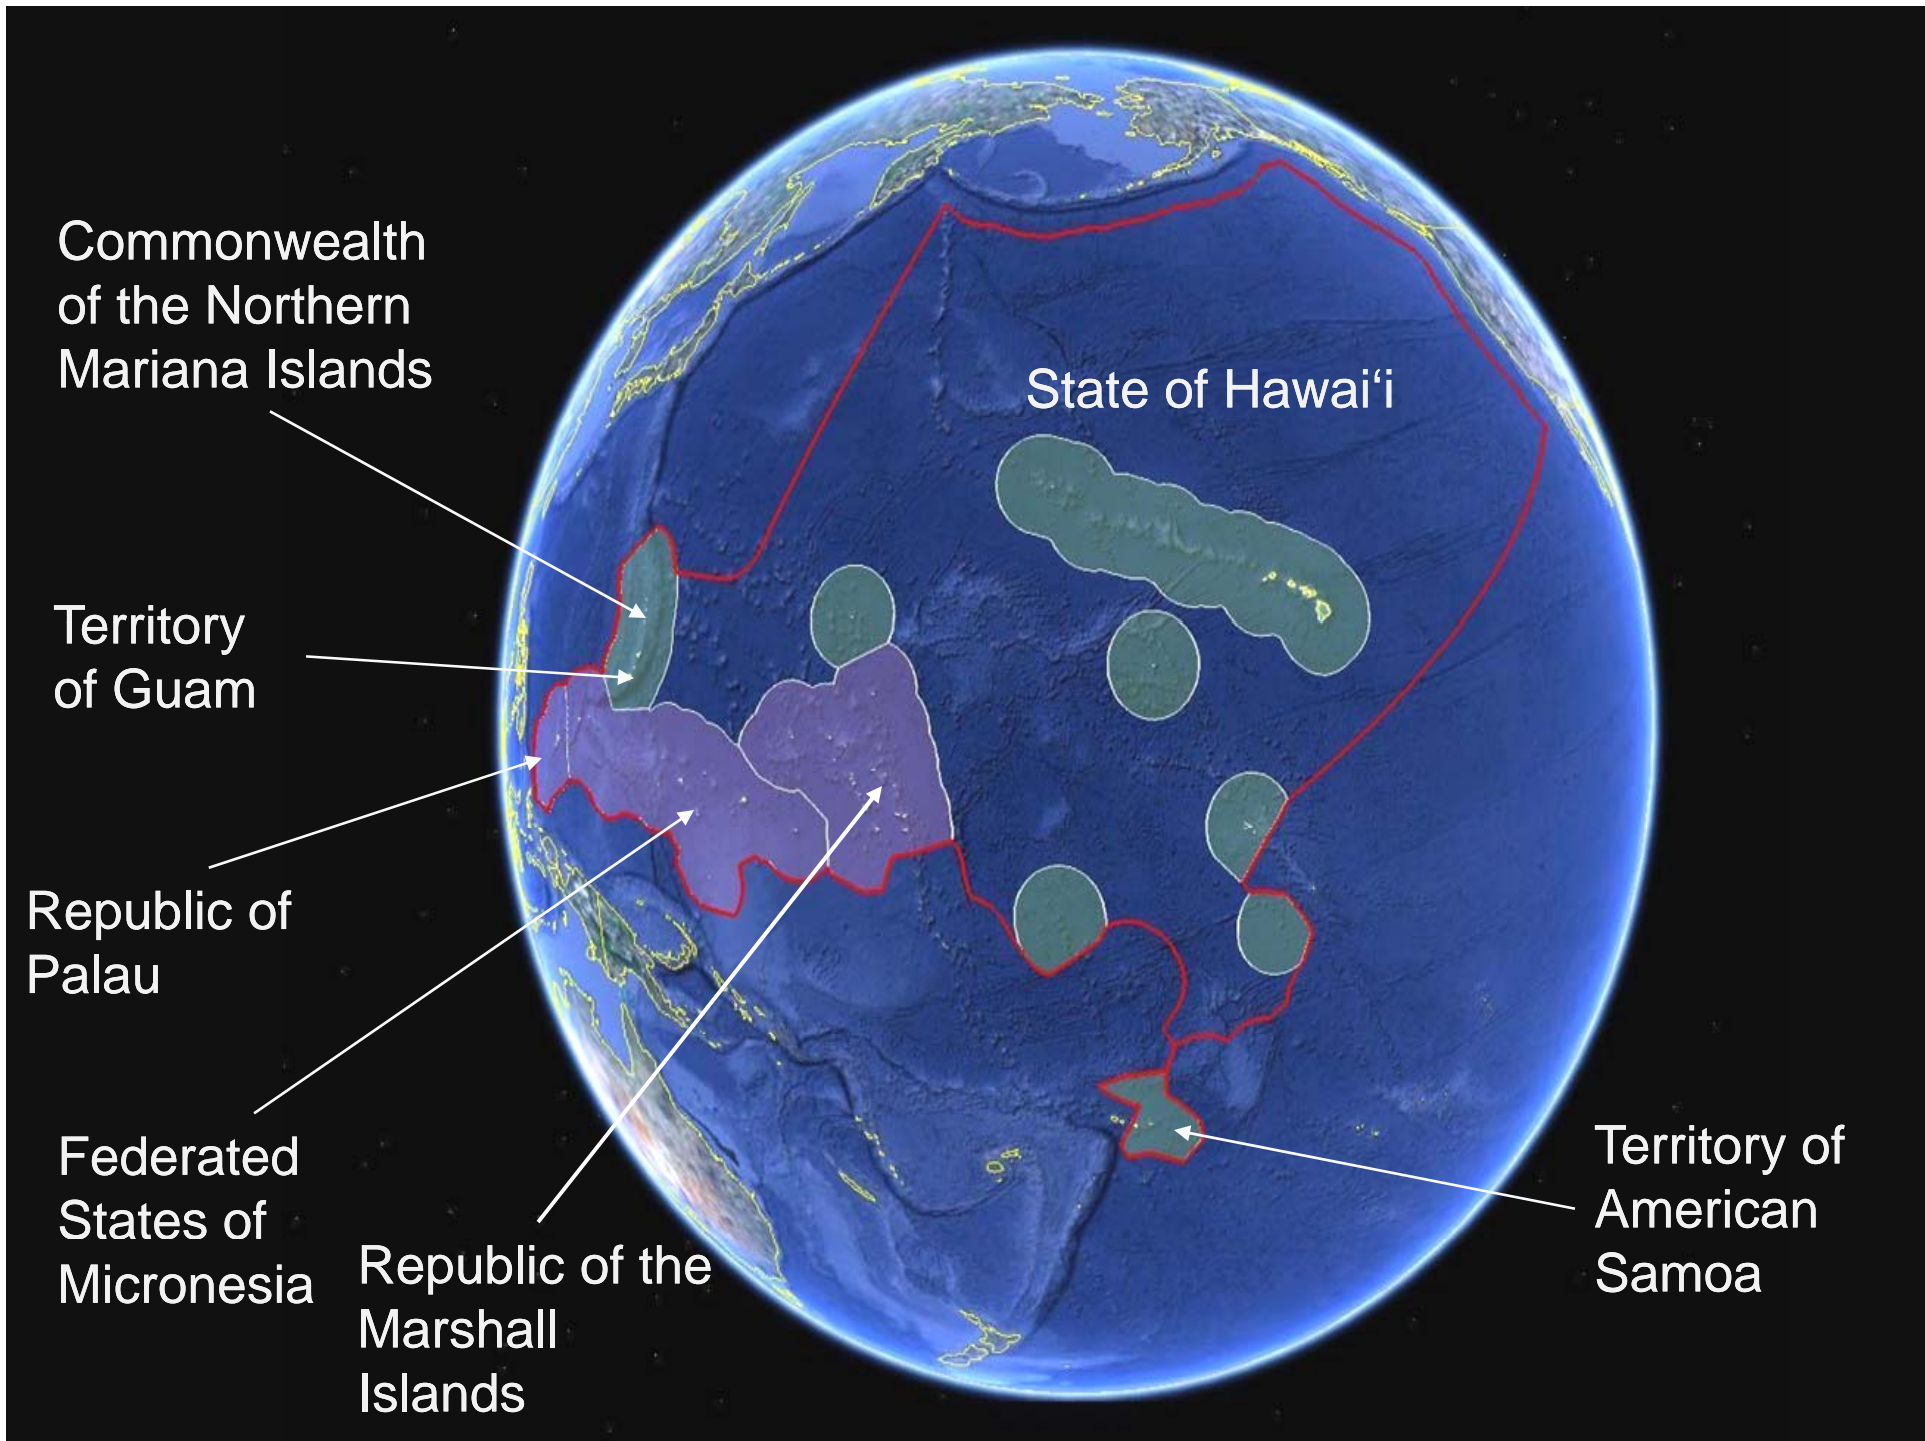 Commonwealth
of the Northern
Mariana Islands
State of Hawai‘i
Territory
of Guam
Republic of
Palau
Federated
States of
Micronesia
Republic of the
Marshall
Islands
Territory of
American
Samoa